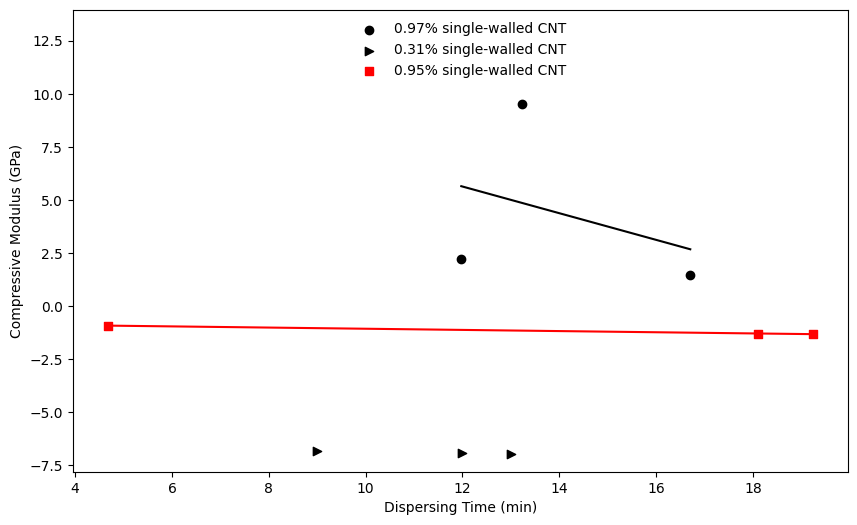 0.97% single-walled CNT
0.31% single-walled CNT
0.95% single-walled CNT
12.5
10.0
7.5
5.0
2.5
0.0
−2.5
−5.0
−7.5
Compressive Modulus (GPa)
4 6 8 10 12 14 16 18
Dispersing Time (min)